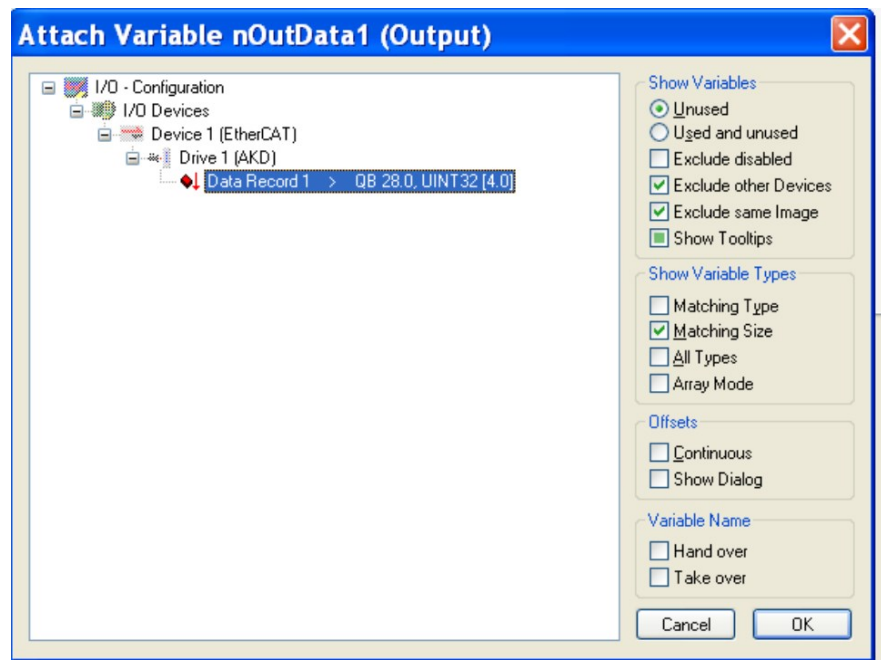 Attach Variable nOutData1 (Output)
I/O - Configuration
I/O Devices
Device 1 (EtherCAT)
Drive 1 (AKD)
Data Record 1 > QB 28.0, UINT32 [4.0]
Show Variables
Unused
Used and unused
Exclude disabled
Exclude other Devices
Exclude same Image
Show Tooltips
Show Variable Types
Matching Type
Matching Size
All Types
Array Mode
Offsets
Continuous
Show Dialog
Variable Name
Hand over
Take over
Cancel OK